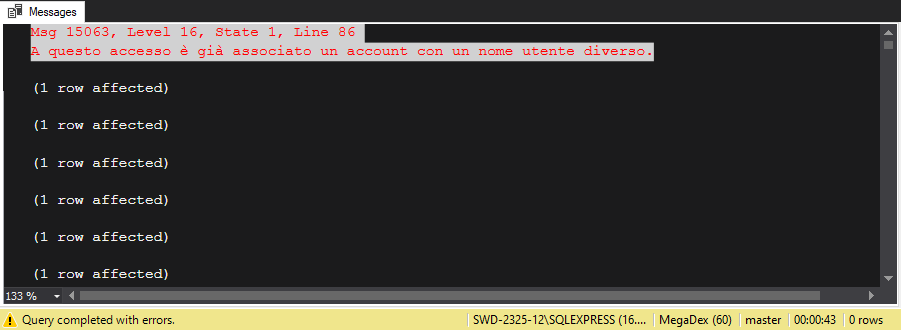 Messages
Msg 15063, Level 16, State 1, Line 86
A questo accesso è già associato un account con un nome utente diverso.
(1 row affected)
(1 row affected)
(1 row affected)
(1 row affected)
(1 row affected)
(1 row affected)
133 %
Query completed with errors. SWD-2325-12\SQLEXPRESS (16.... MegaDex (60) master 00:00:43 0 rows